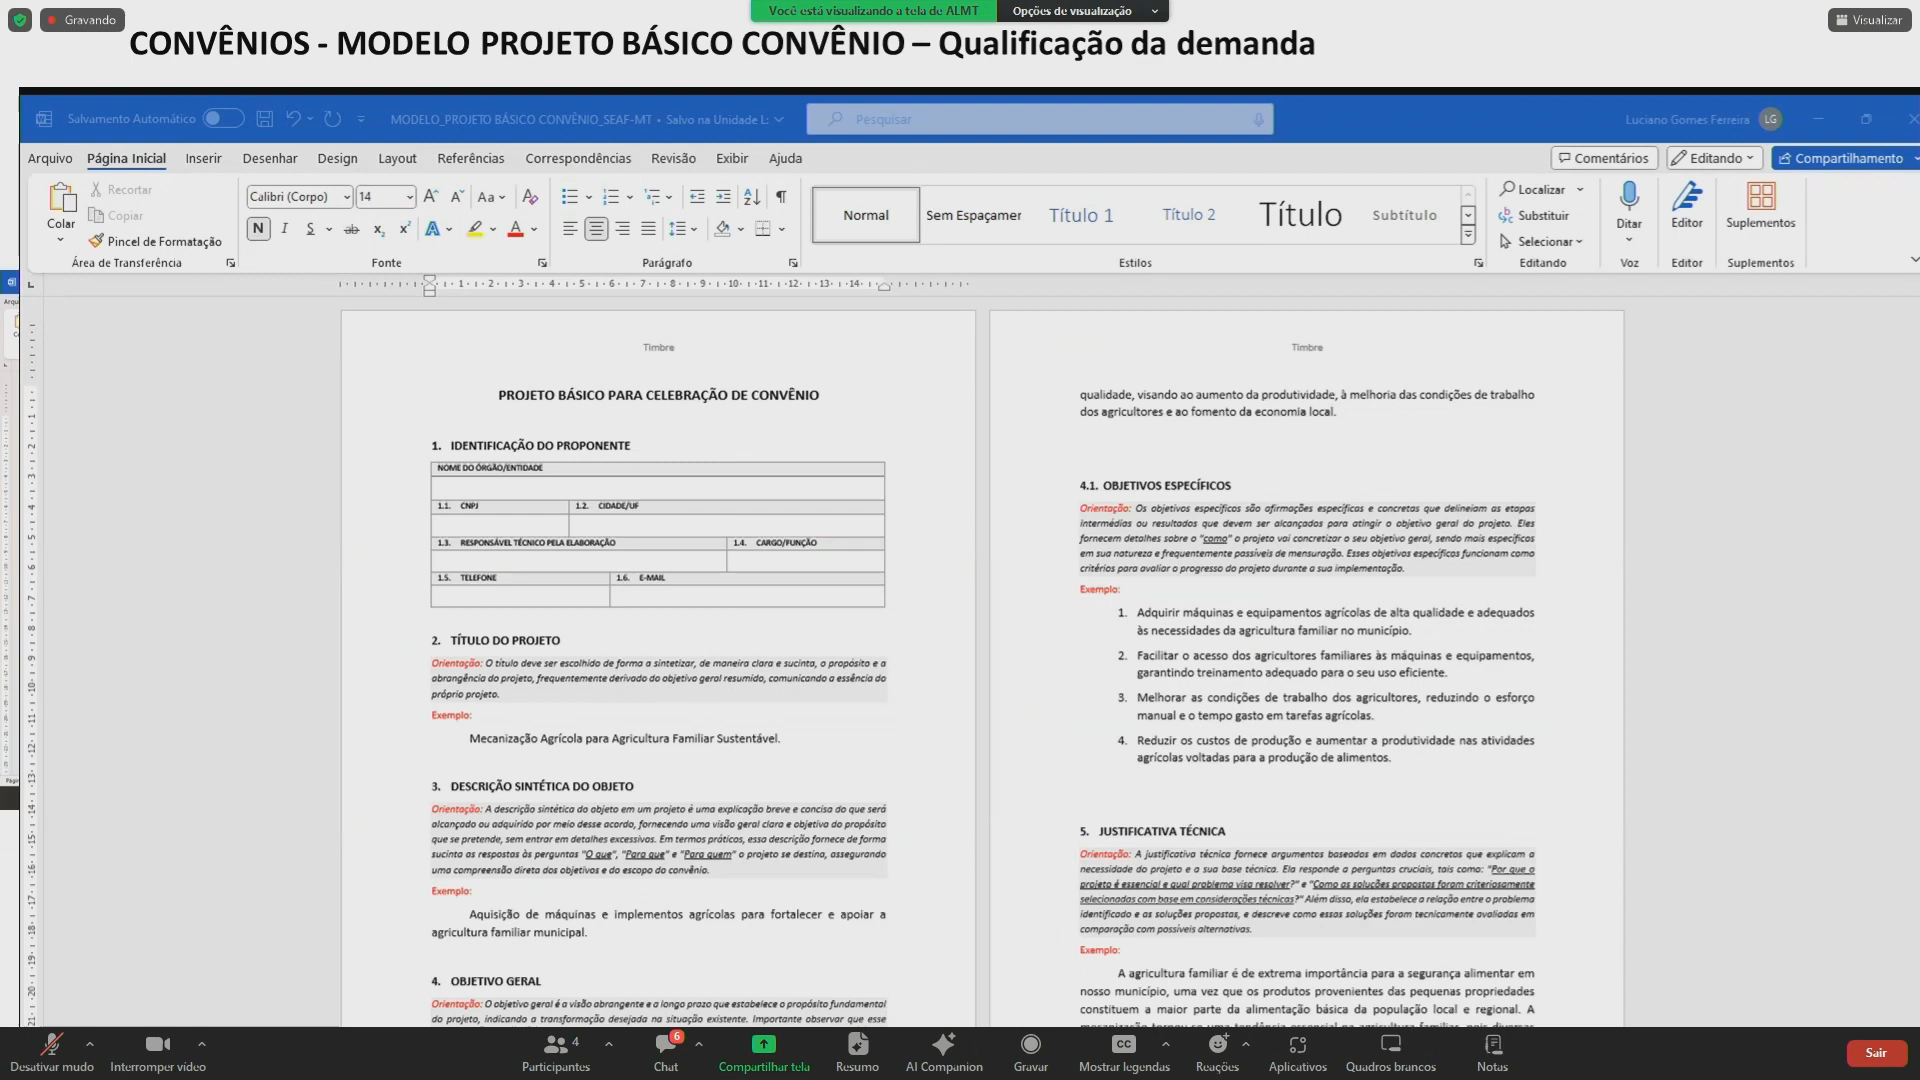 Gravando
Você está visualizando a tela de ALMT
Opções de visualização
Visualizar
CONVÊNIOS - MODELO PROJETO BÁSICO CONVÊNIO – Qualificação da demanda
Salvamento Automático
MODELO_PROJETO BÁSICO CONVÊNIO_SEAF-MT • Salvo na Unidade L:
Pesquisar
Luciano Gomes Ferreira
LG
Arquivo Página Inicial Inserir Desenhar Design Layout Referências Correspondências Revisão Exibir Ajuda
Comentários Editando Compartilhamento
Colar
Recortar
Copiar
Pincel de Formatação
Área de Transferência
Calibri (Corpo) 14
Fonte
Parágrafo
Normal
Sem Espaçamer
Título 1
Título 2
Título
Subtítulo
Estilos
Localizar
Substituir
Selecionar
Editando
Ditar
Voz
Editor
Editor
Suplementos
Suplementos
Timbre
PROJETO BÁSICO PARA CELEBRAÇÃO DE CONVÊNIO
1. IDENTIFICAÇÃO DO PROPONENTE
NOME DO ÓRGÃO/ENTIDADE
1.1. CNPJ 1.2. CIDADE/UF
1.3. RESPONSÁVEL TÉCNICO PELA ELABORAÇÃO 1.4. CARGO/FUNÇÃO
1.5. TELEFONE 1.6. E-MAIL
2. TÍTULO DO PROJETO
Orientação: O título deve ser escolhido de forma a sintetizar, de maneira clara e sucinta, o propósito e a
abrangência do projeto, frequentemente derivado do objetivo geral resumido, comunicando a essência do
próprio projeto.
Exemplo:
Mecanização Agrícola para Agricultura Familiar Sustentável.
3. DESCRIÇÃO SINTÉTICA DO OBJETO
Orientação: A descrição sintética do objeto em um projeto é uma explicação breve e concisa do que será
alcançado ou adquirido por meio desse acordo, fornecendo uma visão geral clara e objetiva do propósito
que se pretende, sem entrar em detalhes excessivos. Em termos práticos, essa descrição fornece de forma
sucinta as respostas às perguntas "O que", "Para que" e "Para quem" o projeto se destina, assegurando
uma compreensão direta dos objetivos e do escopo do convênio.
Exemplo:
Aquisição de máquinas e implementos agrícolas para fortalecer e apoiar a
agricultura familiar municipal.
4. OBJETIVO GERAL
Orientação: O objetivo geral é a visão abrangente e a longo prazo que estabelece o propósito fundamental
do projeto, indicando a transformação desejada na situação existente. Importante observar que esse
Timbre
qualidade, visando ao aumento da produtividade, à melhoria das condições de trabalho
dos agricultores e ao fomento da economia local.
4.1. OBJETIVOS ESPECÍFICOS
Orientação: Os objetivos específicos são afirmações específicas e concretas que delineiam as etapas
intermédias ou resultados que devem ser alcançados para atingir o objetivo geral do projeto. Eles
fornecem detalhes sobre o "como" o projeto vai concretizar o seu objetivo geral, sendo mais específicos
em sua natureza e frequentemente passíveis de mensuração. Esses objetivos específicos funcionam como
critérios para avaliar o progresso do projeto durante a sua implementação.
Exemplo:
1. Adquirir máquinas e equipamentos agrícolas de alta qualidade e adequados
às necessidades da agricultura familiar no município.
2. Facilitar o acesso dos agricultores familiares às máquinas e equipamentos,
garantindo treinamento adequado para o seu uso eficiente.
3. Melhorar as condições de trabalho dos agricultores, reduzindo o esforço
manual e o tempo gasto em tarefas agrícolas.
4. Reduzir os custos de produção e aumentar a produtividade nas atividades
agrícolas voltadas para a produção de alimentos.
5. JUSTIFICATIVA TÉCNICA
Orientação: A justificativa técnica fornece argumentos baseados em dados concretos que explicam a
necessidade do projeto e a sua base técnica. Ela responde a perguntas cruciais, tais como: "Por que o
projeto é essencial e qual problema visa resolver?" e "Como as soluções propostas foram criteriosamente
selecionadas com base em considerações técnicas?" Além disso, ela estabelece a relação entre o problema
identificado e as soluções propostas, e descreve como essas soluções foram tecnicamente avaliadas em
comparação com possíveis alternativas.
Exemplo:
A agricultura familiar é de extrema importância para a segurança alimentar em
nosso município, uma vez que os produtos provenientes das pequenas propriedades
constituem a maior parte da alimentação básica da população local e regional. A
Desativar mudo
Interromper vídeo
Participantes 4
Chat 6
Compartilhar tela
Resumo
AI Companion
Gravar
Mostrar legendas
Reações
Aplicativos
Quadros brancos
Notas
Sair